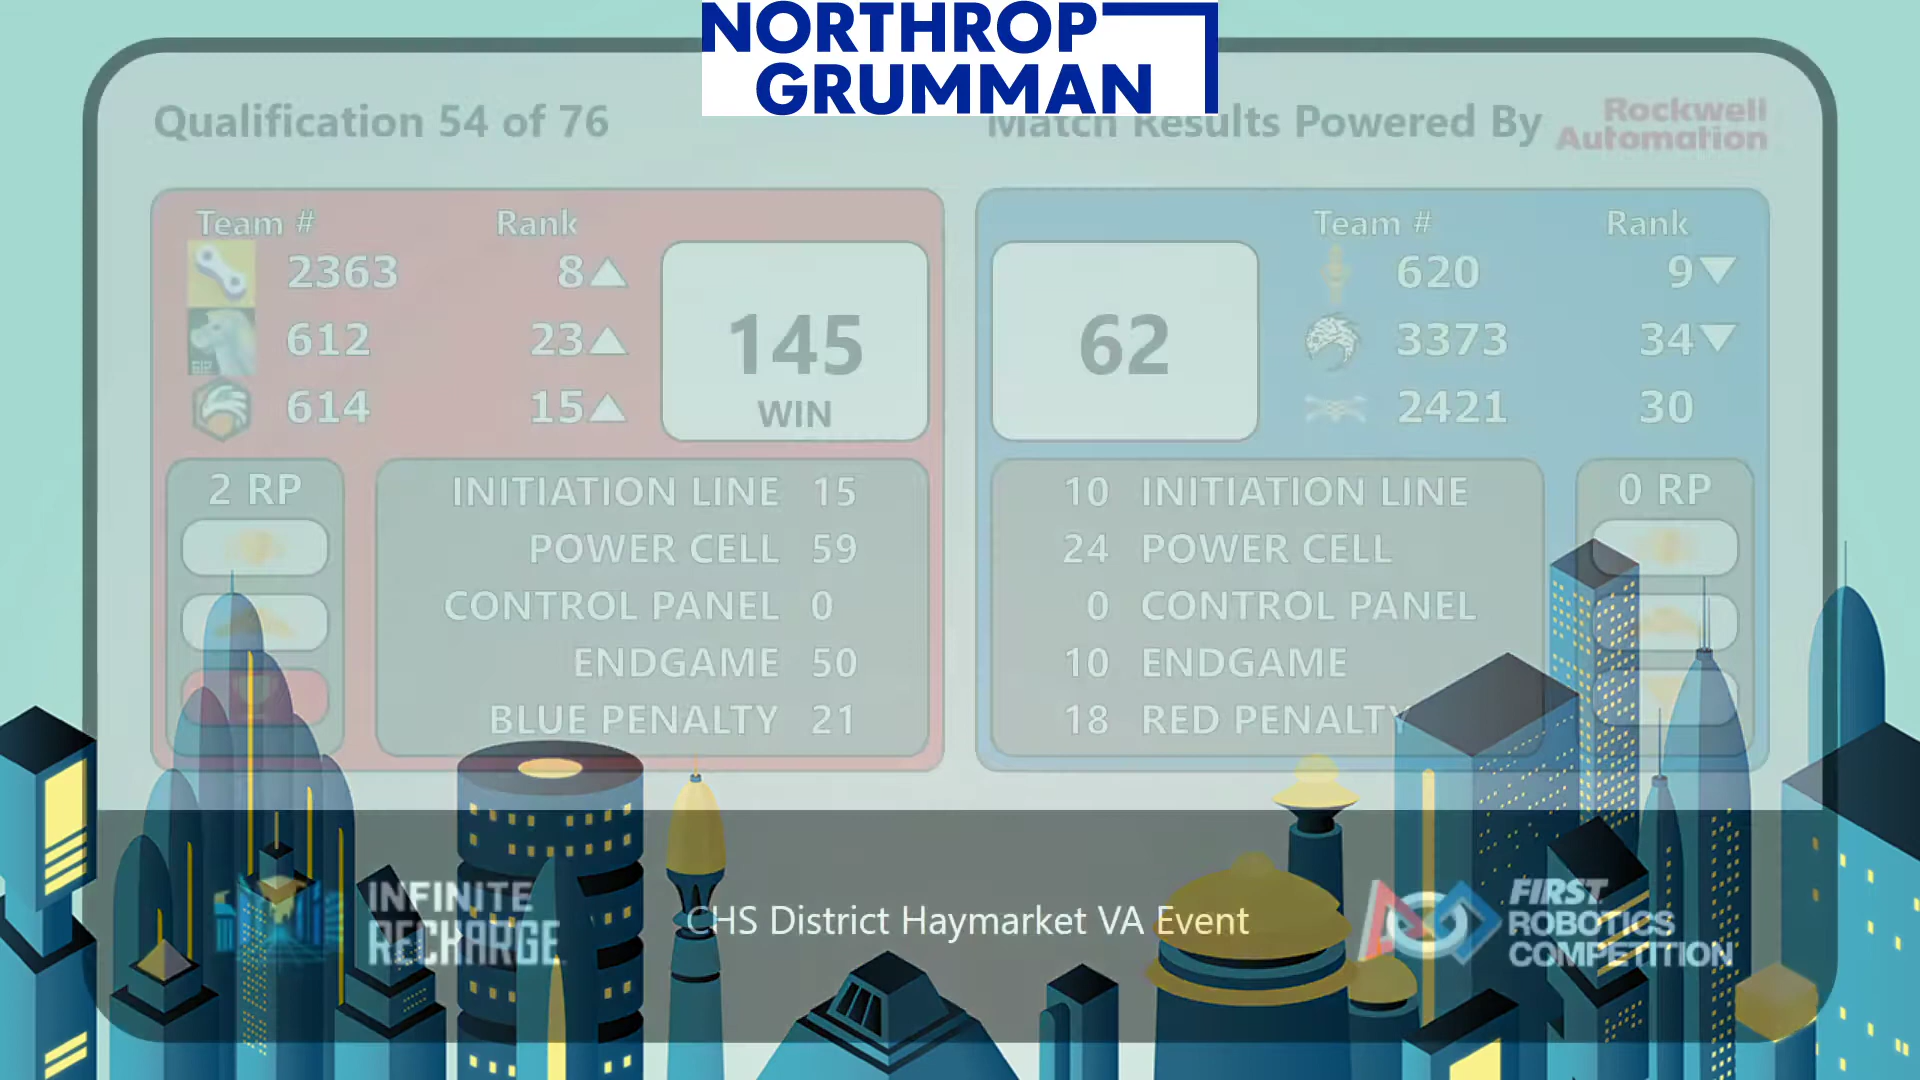 NORTHROP
GRUMMAN
Qualification 54 of 76
Match Results Powered By
Rockwell
Automation
Team # Rank
2363 8
612 23
614 15
145
WIN
62
Team # Rank
620 9
3373 34
2421 30
2 RP
INITIATION LINE 15
POWER CELL 59
CONTROL PANEL 0
ENDGAME 50
BLUE PENALTY 21
10 INITIATION LINE
24 POWER CELL
0 CONTROL PANEL
10 ENDGAME
18 RED PENALTY
0 RP
INFINITE
RECHARGE
CHS District Haymarket VA Event
FIRST
ROBOTICS
COMPETITION